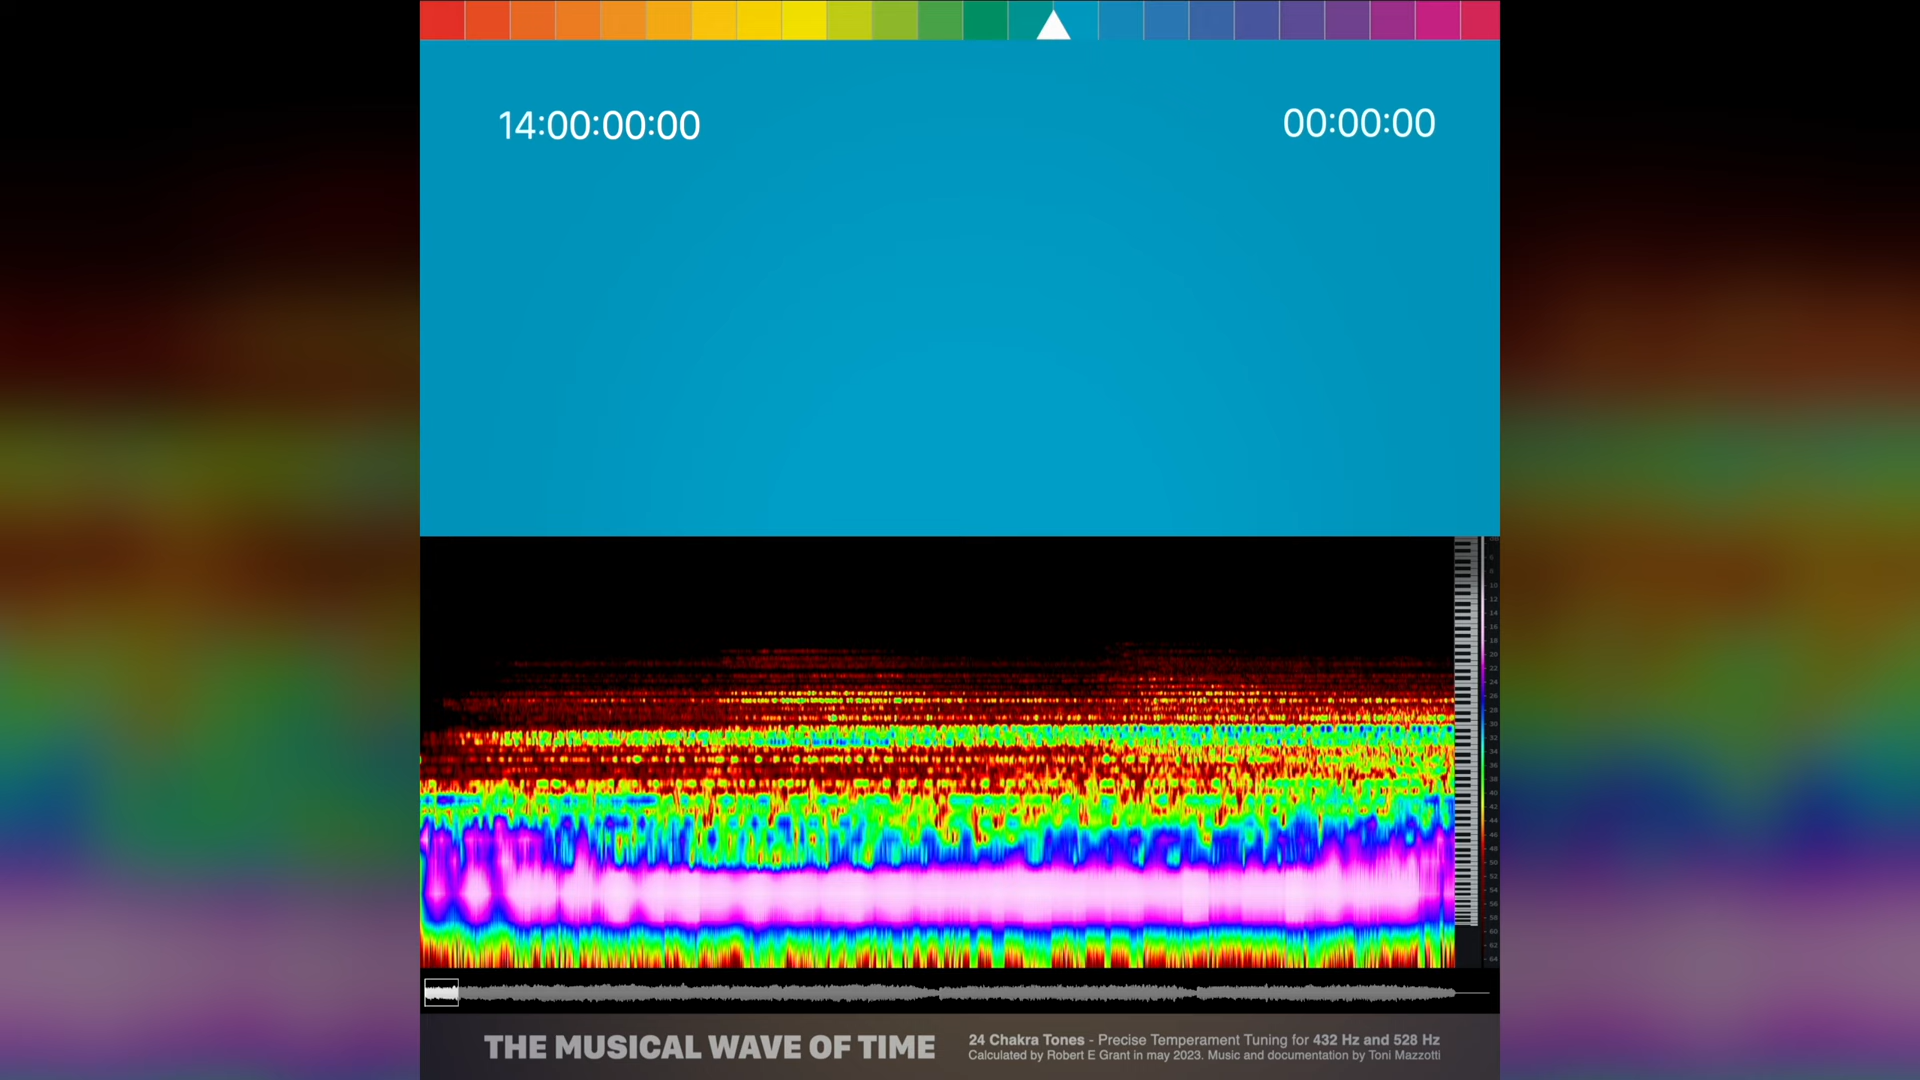 14:00:00:00
00:00:00
THE MUSICAL WAVE OF TIME
24 Chakra Tones - Precise Temperament Tuning for 432 Hz and 528 Hz
Calculated by Robert E Grant in may 2023. Music and documentation by Toni Mazzotti